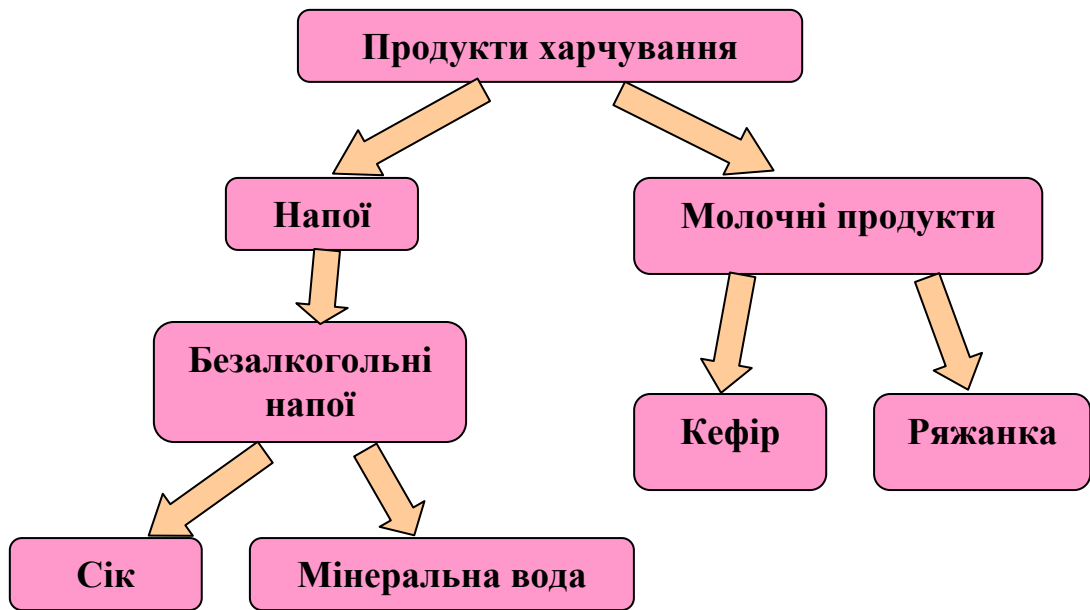 Продукти харчування
Напої
Молочні продукти
Безалкогольні
напої
Кефір
Ряжанка
Сік
Мінеральна вода